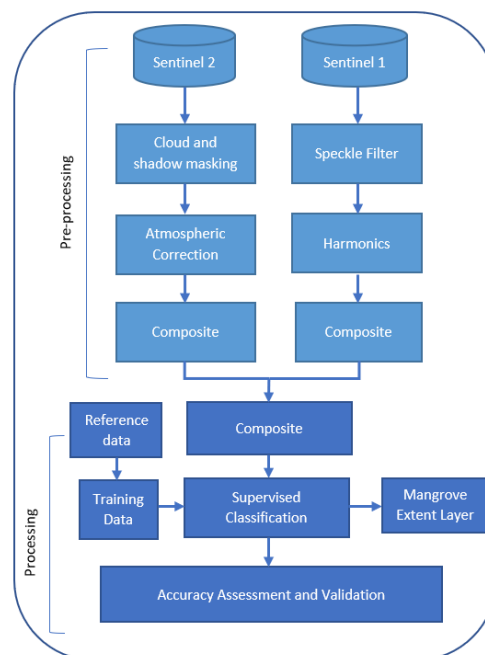 Sentinel 2
Sentinel 1
Pre-processing
Cloud and
shadow masking
Speckle Filter
Atmospheric
Correction
Harmonics
Composite
Composite
Processing
Reference
data
Composite
Training
Data
Supervised
Classification
Mangrove
Extent Layer
Accuracy Assessment and Validation